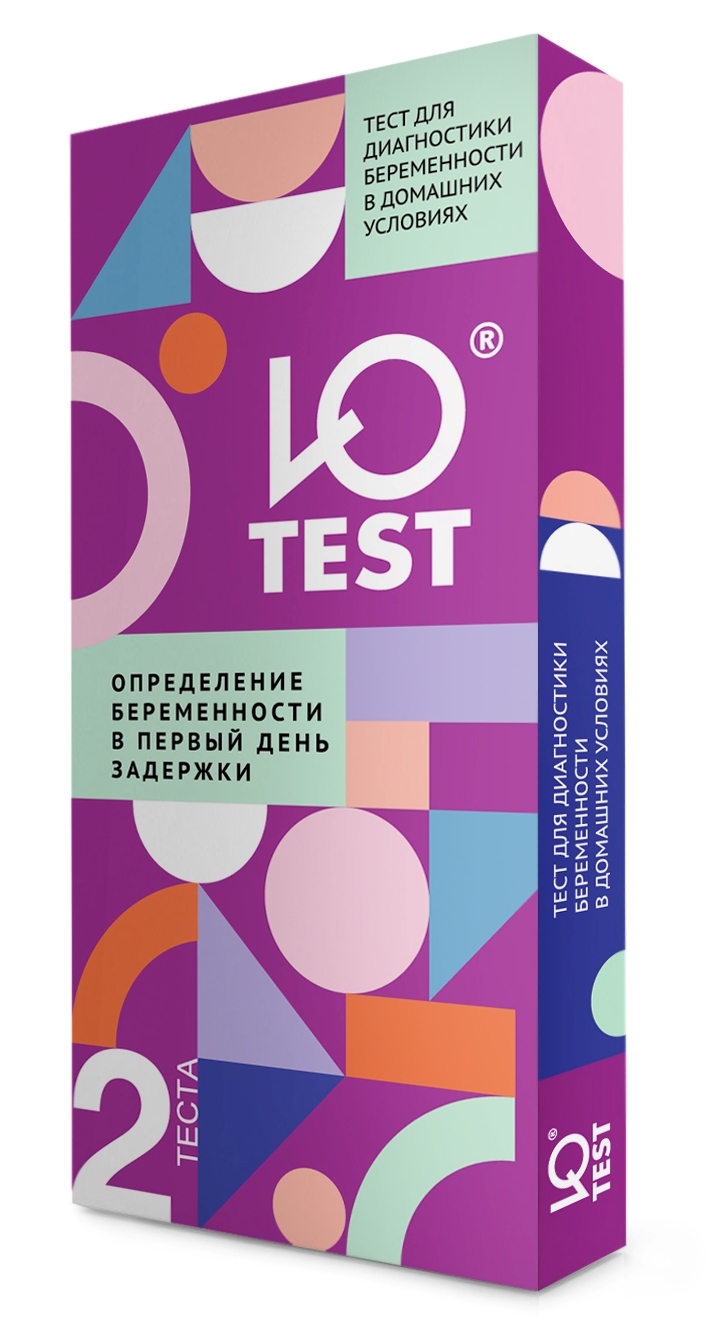 ТЕСТ ДЛЯ
ДИАГНОСТИКИ
БЕРЕМЕННОСТИ
В ДОМАШНИХ
УСЛОВИЯХ
Ю®
TEST
ОПРЕДЕЛЕНИЕ
БЕРЕМЕННОСТИ
В ПЕРВЫЙ ДЕНЬ
ЗАДЕРЖКИ
2
ТЕСТА
ТЕСТ ДЛЯ ДИАГНОСТИКИ
БЕРЕМЕННОСТИ
В ДОМАШНИХ УСЛОВИЯХ
Ю®
TEST